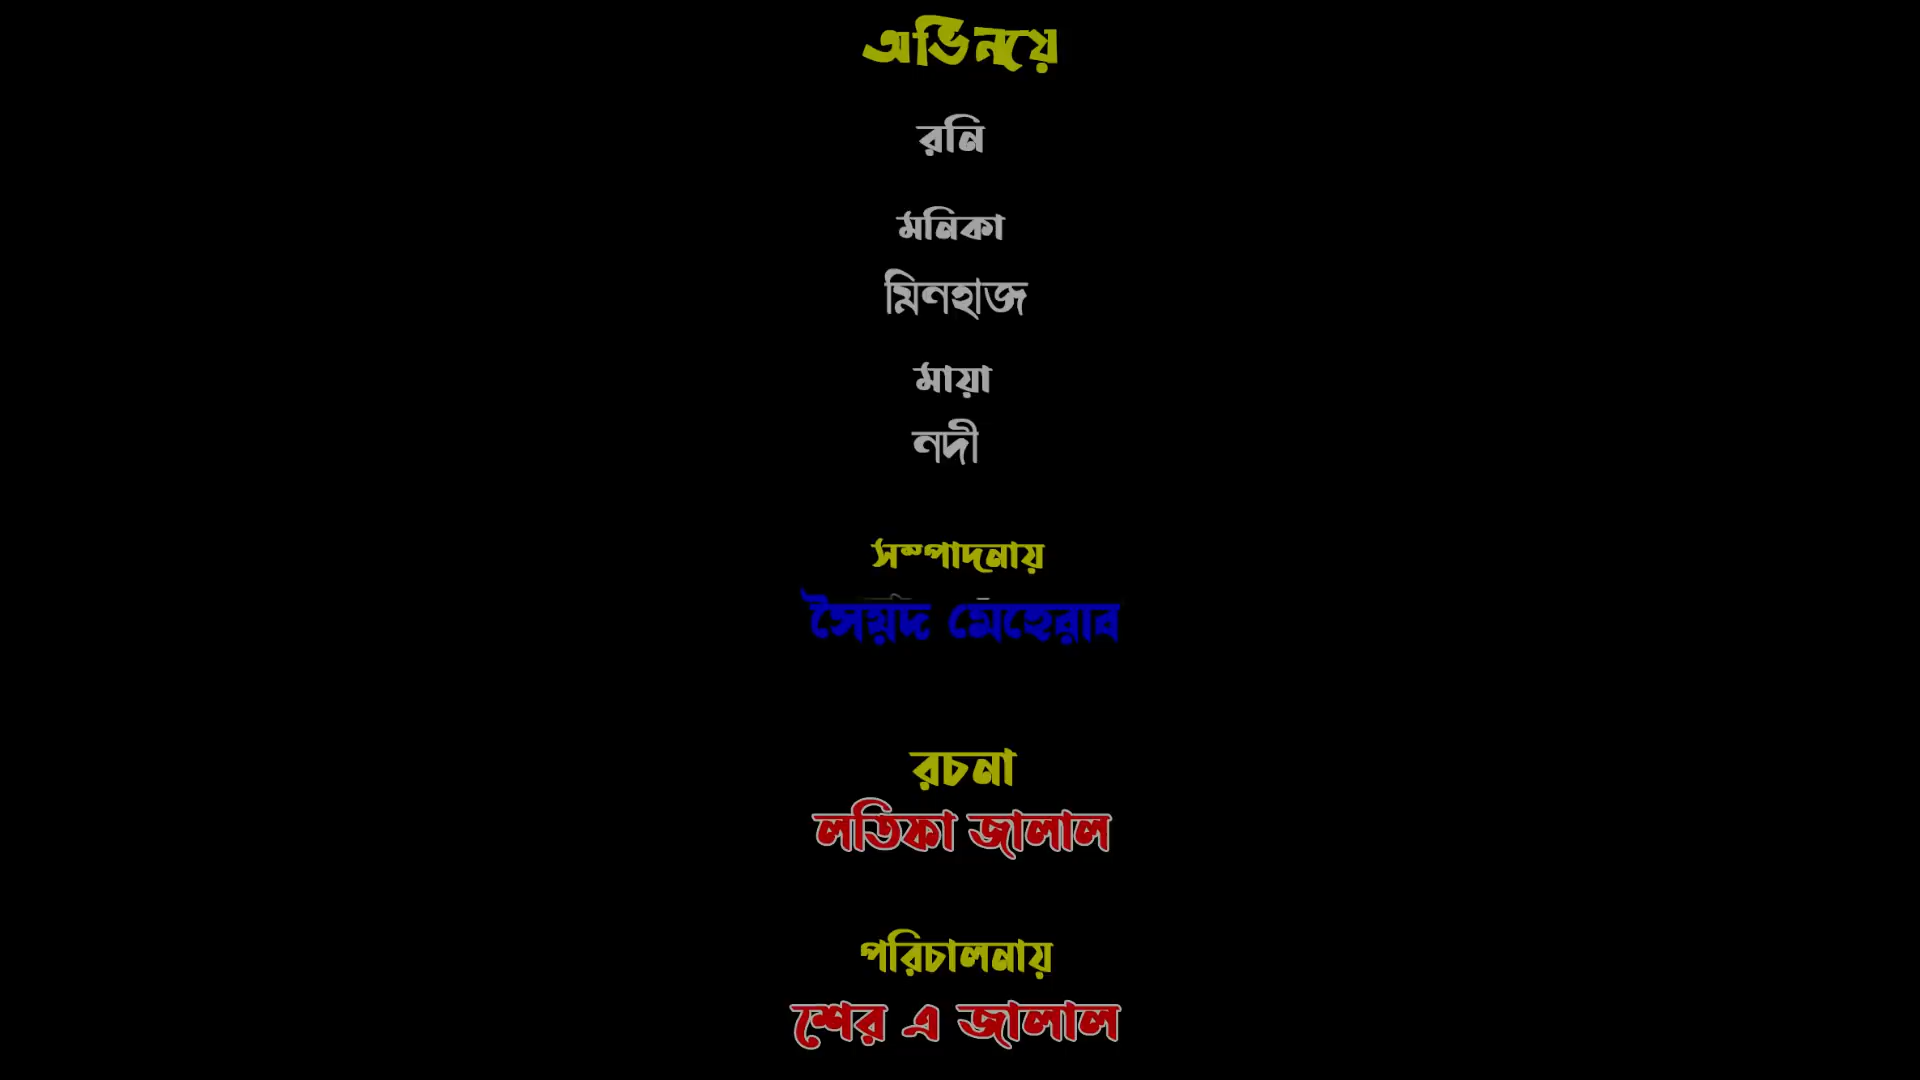 অভিনয়ে
রনি
মনিকা
মিনহাজ
মায়া
নদী
সম্পাদনায়
সৈয়দ মেহেরাব
রচনা
লতিফা জালাল
পরিচালনায়
শের এ জালাল